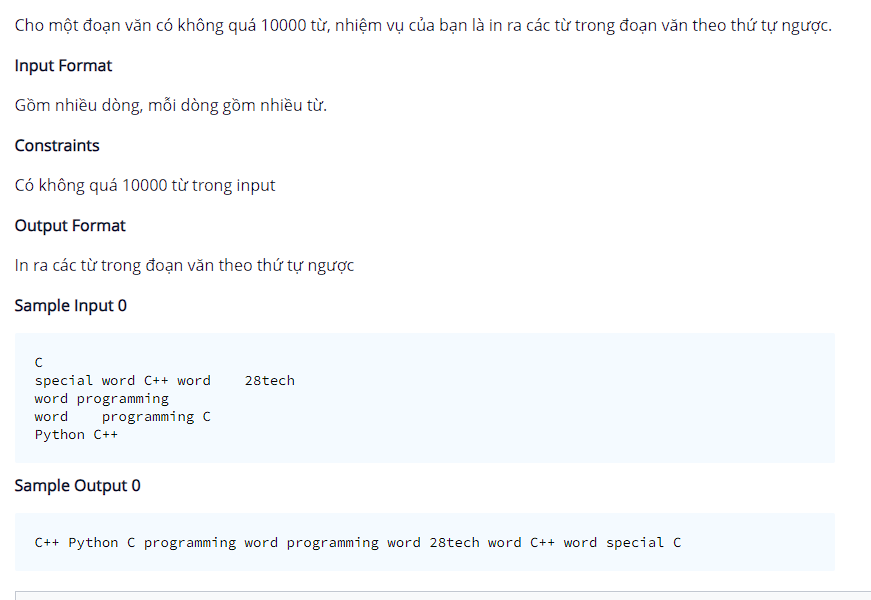 Cho một đoạn văn có không quá 10000 từ, nhiệm vụ của bạn là in ra các từ trong đoạn văn theo thứ tự ngược.
Input Format
Gồm nhiều dòng, mỗi dòng gồm nhiều từ.
Constraints
Có không quá 10000 từ trong input
Output Format
In ra các từ trong đoạn văn theo thứ tự ngược
Sample Input 0
C
special word C++ word    28tech
word programming
word    programming C
Python C++
Sample Output 0
C++ Python C programming word programming word 28tech word C++ word special C